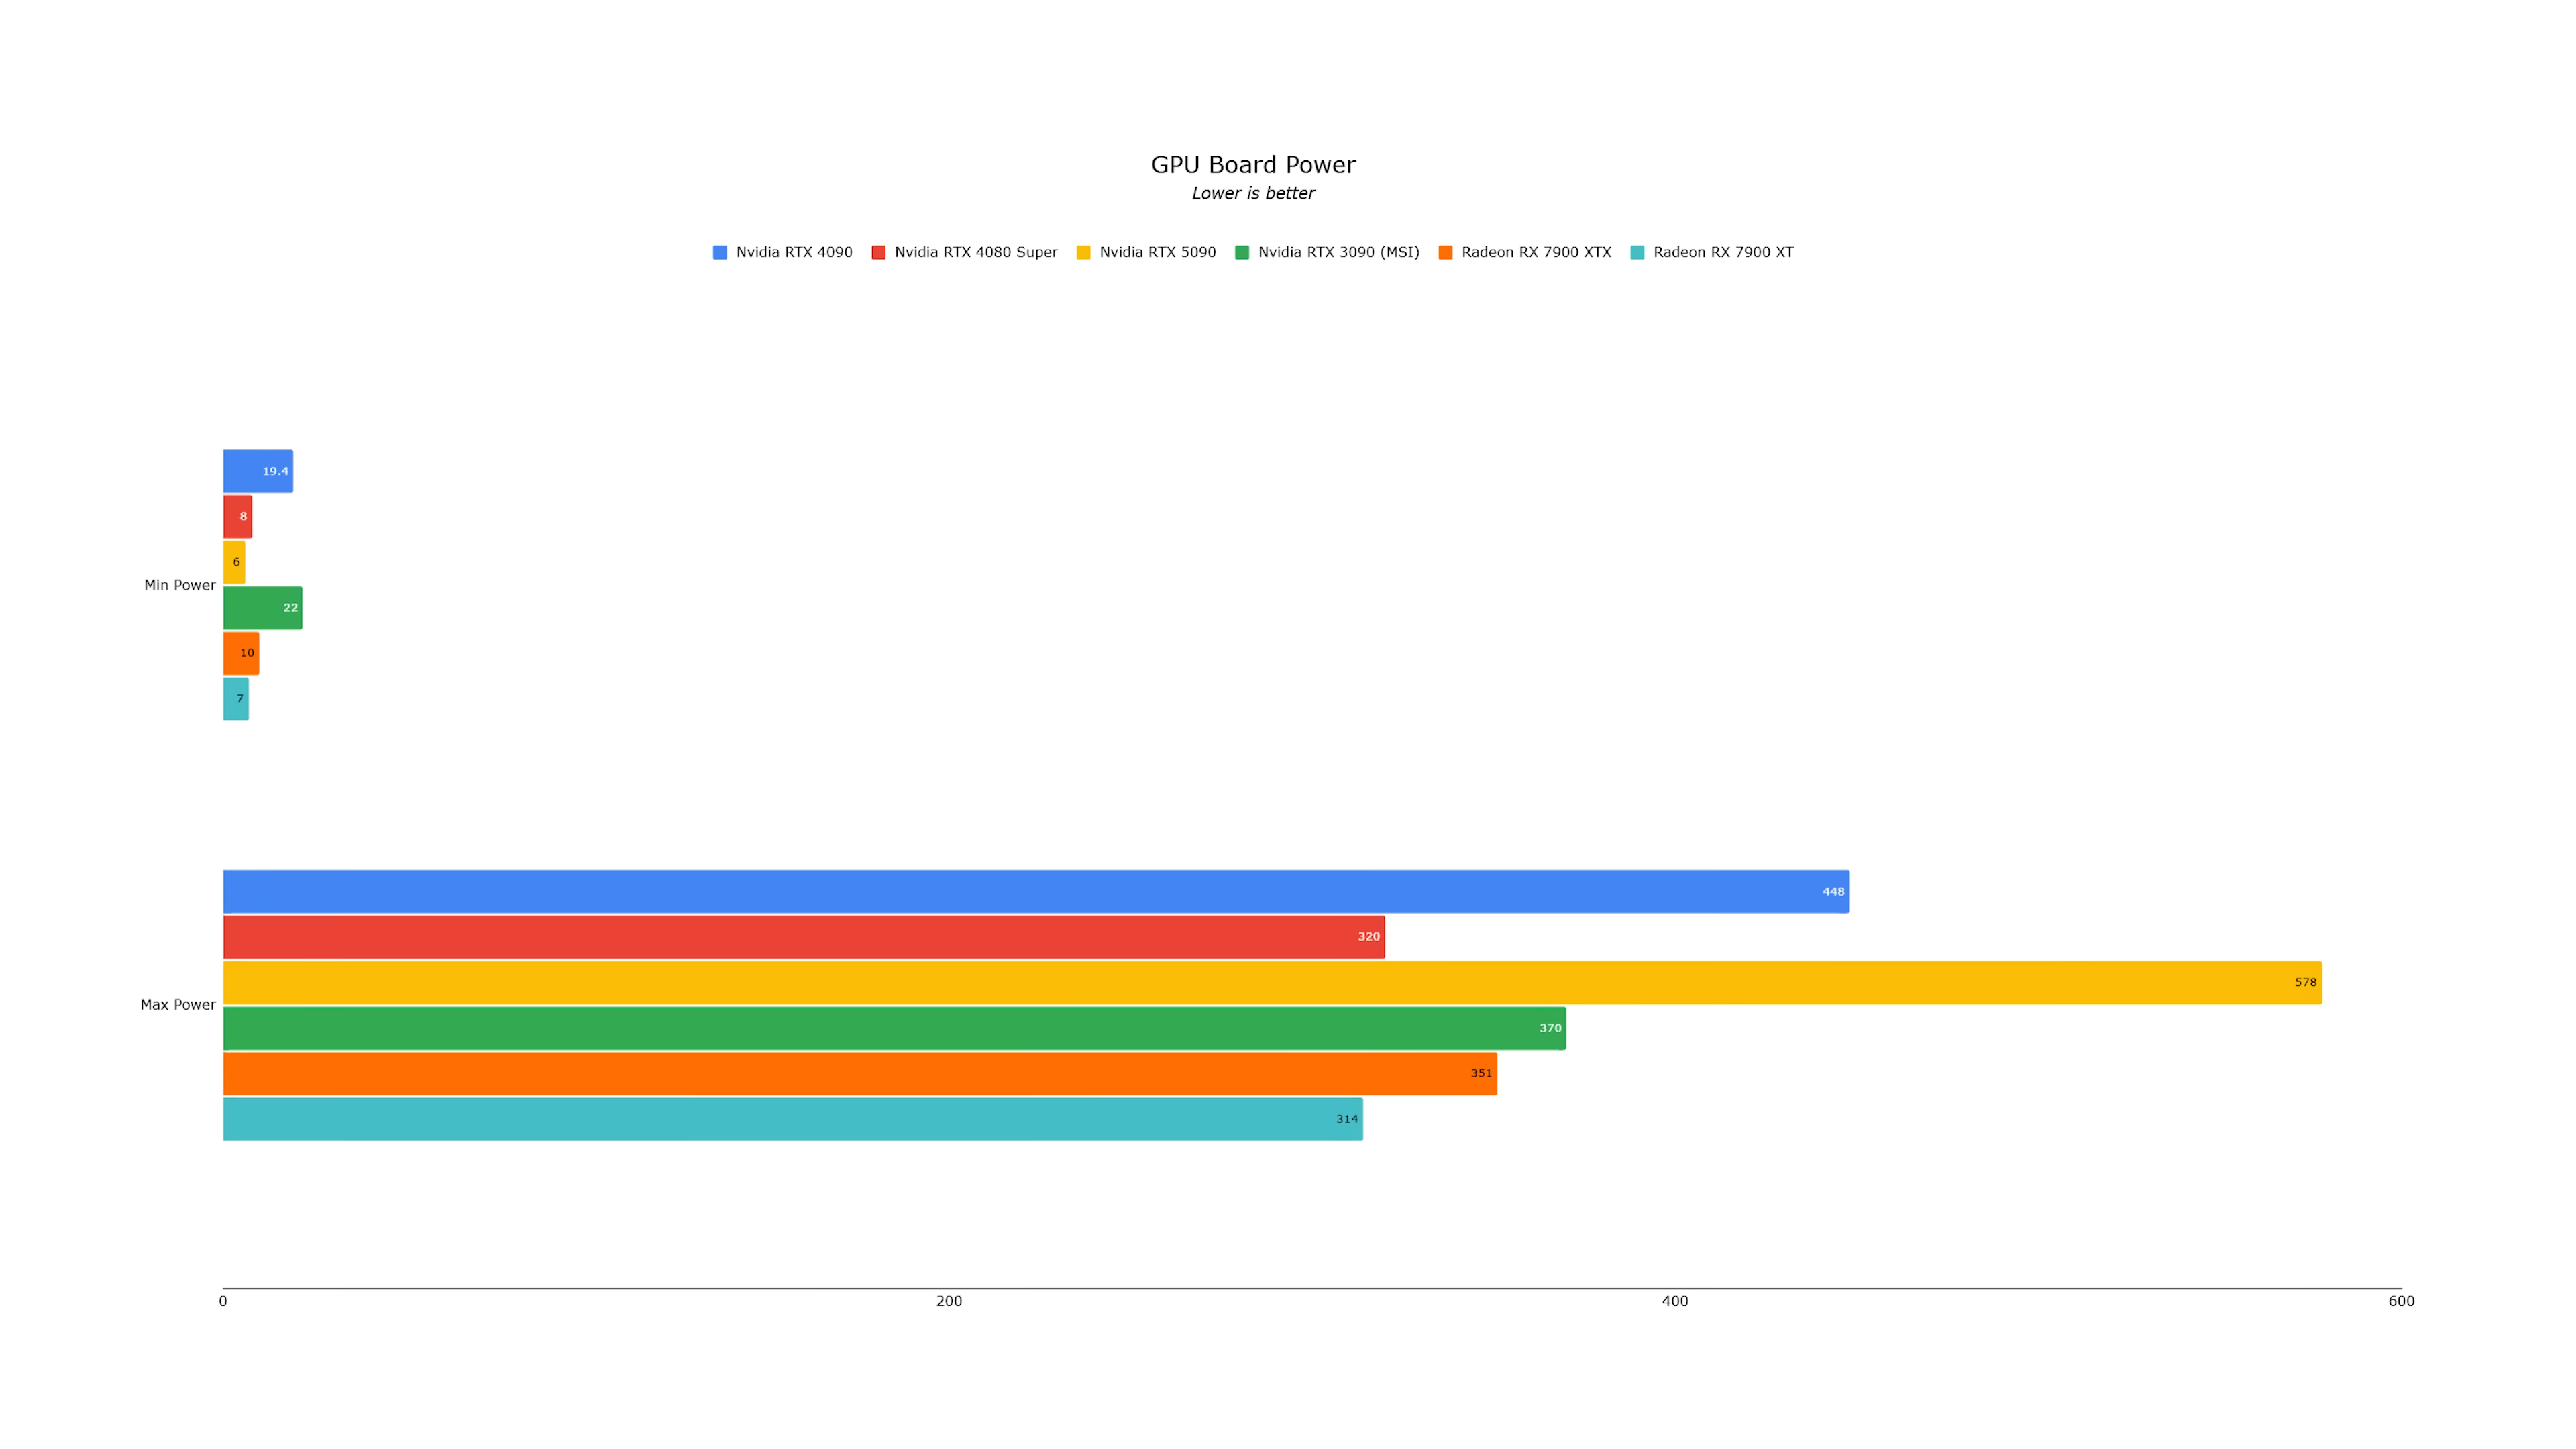 GPU Board Power
Lower is better
Nvidia RTX 4090 Nvidia RTX 4080 Super Nvidia RTX 5090 Nvidia RTX 3090 (MSI) Radeon RX 7900 XTX Radeon RX 7900 XT
19.4
8
6
Min Power
22
10
7
448
320
578
Max Power
370
351
314
0 200 400 600